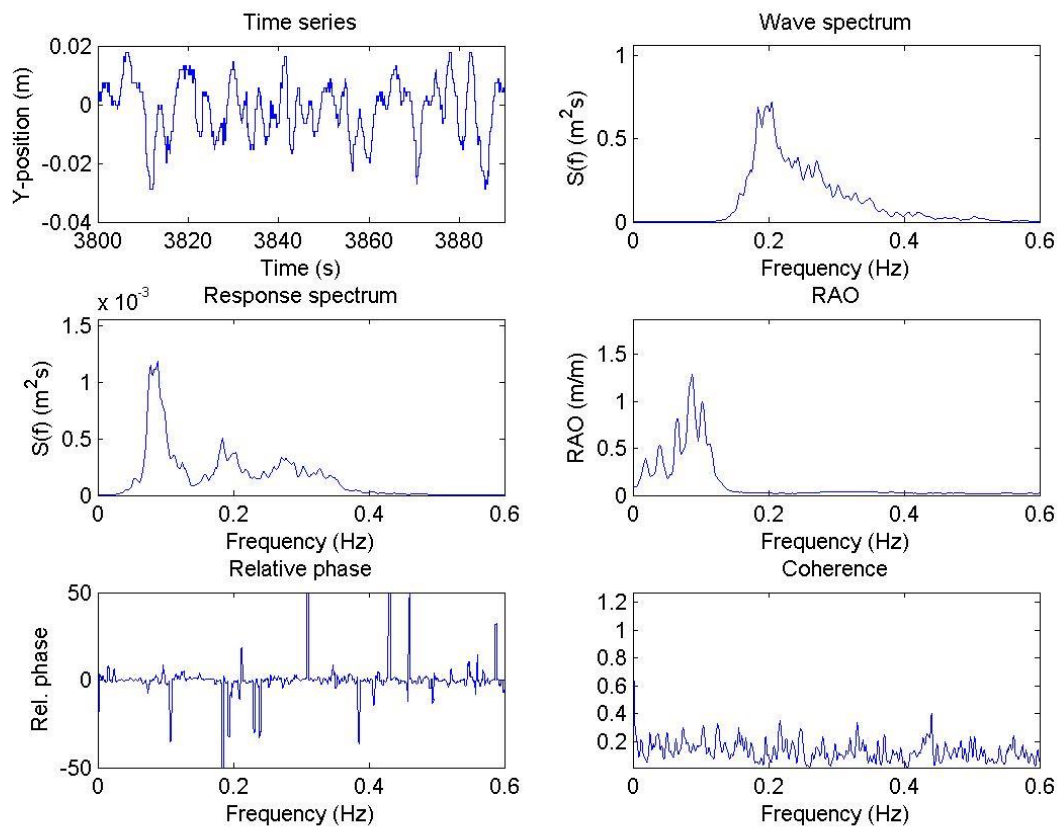 Time series
0.02
0
-0.02
-0.04
Y-position (m)
3800 3820 3840 3860 3880
Time (s)
Wave spectrum
1
0.5
0
S(f) (m²s)
0 0.2 0.4 0.6
Frequency (Hz)
x 10⁻³
Response spectrum
1.5
1
0.5
0
S(f) (m²s)
0 0.2 0.4 0.6
Frequency (Hz)
RAO
1.5
1
0.5
0
RAO (m/m)
0 0.2 0.4 0.6
Frequency (Hz)
Relative phase
50
0
-50
Rel. phase
0 0.2 0.4 0.6
Frequency (Hz)
Coherence
1.2
1
0.8
0.6
0.4
0.2
0 0.2 0.4 0.6
Frequency (Hz)